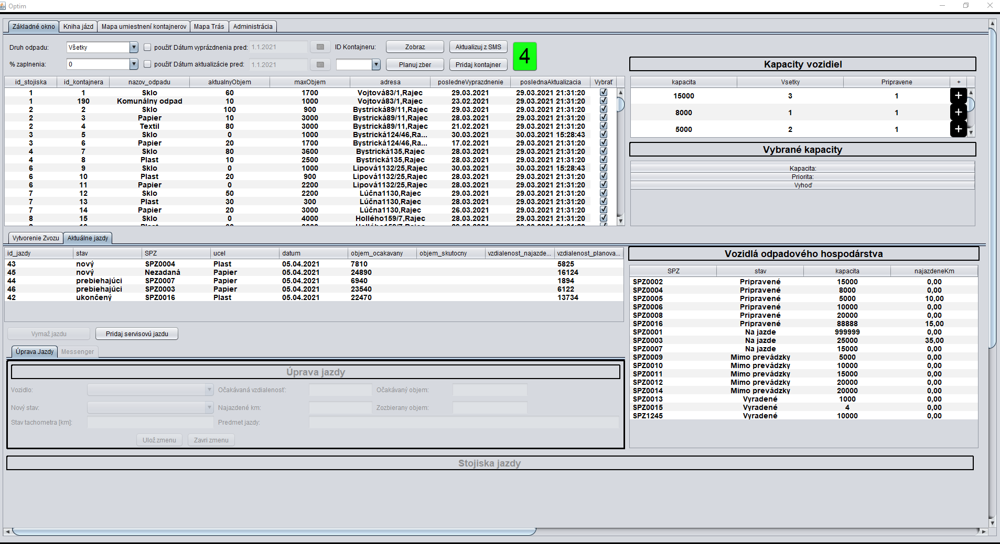 Optim
Základné okno Kniha jázd Mapa umiestnení kontajnerov Mapa Trás Administrácia
Druh odpadu: Všetky použiť Dátum vyprázdnenia pred: 1.1.2021 ID Kontajneru: Zobraz Aktualizuj z SMS
4
% zaplnenia: 0 použiť Dátum aktualizácie pred: 1.1.2021 Planuj zber Pridaj kontajner
id_stojiska id_kontajnera nazov_odpadu aktualnyObjem maxObjem adresa posledneVyprazdnenie poslednaAktualizacia Vybrať
1 1 Sklo 60 1700 Vojtová83/1,Rajec 29.03.2021 29.03.2021 21:31:20
1 190 Komunálny odpad 10 1000 Vojtová83/1,Rajec 23.02.2021 29.03.2021 21:31:20
2 2 Sklo 100 900 Bystrická89/11,Rajec 29.03.2021 29.03.2021 21:31:20
2 3 Papier 10 3000 Bystrická89/11,Rajec 28.03.2021 29.03.2021 21:31:20
2 4 Textil 80 3000 Bystrická89/11,Rajec 21.02.2021 29.03.2021 21:31:20
3 5 Sklo 0 1000 Bystrická124/46,Ra... 30.03.2021 30.03.2021 15:28:43
3 6 Papier 20 1700 Bystrická124/46,Ra... 17.02.2021 29.03.2021 21:31:20
4 7 Sklo 80 3600 Bystrická135,Rajec 28.03.2021 29.03.2021 21:31:20
4 8 Plast 10 2500 Bystrická135,Rajec 28.03.2021 29.03.2021 21:31:20
6 9 Sklo 0 1000 Lipová1132/25,Rajec 30.03.2021 30.03.2021 15:28:43
6 10 Plast 20 900 Lipová1132/25,Rajec 28.03.2021 29.03.2021 21:31:20
6 11 Papier 0 2200 Lipová1132/25,Rajec 28.03.2021 29.03.2021 21:31:20
7 12 Sklo 50 2200 Lúčna1130,Rajec 29.03.2021 29.03.2021 21:31:20
7 13 Plast 30 300 Lúčna1130,Rajec 28.03.2021 29.03.2021 21:31:20
7 14 Papier 20 3000 Lúčna1130,Rajec 26.03.2021 29.03.2021 21:31:20
8 15 Sklo 0 4000 Hollého159/7,Rajec 28.03.2021 29.03.2021 21:31:20
Kapacity vozidiel
kapacita Vsetky Pripravene +
15000 3 1 +
8000 1 1 +
5000 2 1 +
Vybrané kapacity
Kapacita:
Priorita:
Vyhoď
Vytvorenie Zvozu Aktuálne jazdy
id_jazdy stav SPZ ucel datum objem_ocakavany objem_skutocny vzdialenost_najazde... vzdialenost_planova...
43 nový SPZ0004 Plast 05.04.2021 7810 5825
45 nový Nezadaná Papier 05.04.2021 24890 16124
44 prebiehajúci SPZ0007 Papier 05.04.2021 6940 1894
46 prebiehajúci SPZ0003 Papier 05.04.2021 23540 6122
42 ukončený SPZ0016 Plast 05.04.2021 22470 13734
Vymaž jazdu Pridaj servisovú jazdu
Úprava Jazdy Messenger
Úprava jazdy
Vozidlo: Očakávaná vzdialenosť: Očakávaný objem:
Nový stav: Najazdené km: Zozbierany objem:
Stav tachometra [km]: Predmet jazdy:
Ulož zmenu Zavri zmenu
Vozidlá odpadového hospodárstva
SPZ stav kapacita najazdeneKm
SPZ0002 Pripravené 15000 0,00
SPZ0004 Pripravené 8000 0,00
SPZ0005 Pripravené 5000 10,00
SPZ0006 Pripravené 10000 0,00
SPZ0008 Pripravené 20000 0,00
SPZ0016 Pripravené 88888 15,00
SPZ0001 Na jazde 999999 0,00
SPZ0003 Na jazde 25000 35,00
SPZ0007 Na jazde 15000 0,00
SPZ0009 Mimo prevádzky 5000 0,00
SPZ0010 Mimo prevádzky 10000 0,00
SPZ0011 Mimo prevádzky 15000 0,00
SPZ0012 Mimo prevádzky 20000 0,00
SPZ0014 Mimo prevádzky 20000 0,00
SPZ0013 Vyradené 1000 0,00
SPZ0015 Vyradené 4 0,00
SPZ1245 Vyradené 10000 0,00
Stojiska jazdy